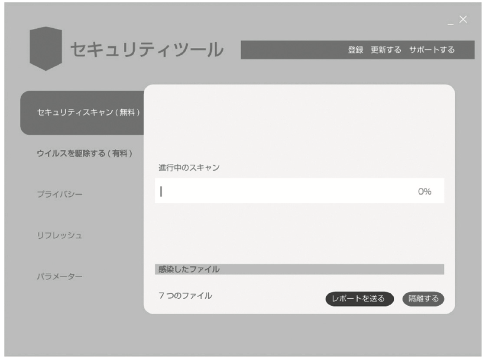 セキュリティツール
登録 更新する サポートする
セキュリティスキャン(無料)
ウイルスを駆除する(有料)
プライバシー
リフレッシュ
パラメーター
進行中のスキャン
0%
感染したファイル
7つのファイル
レポートを送る 隔離する